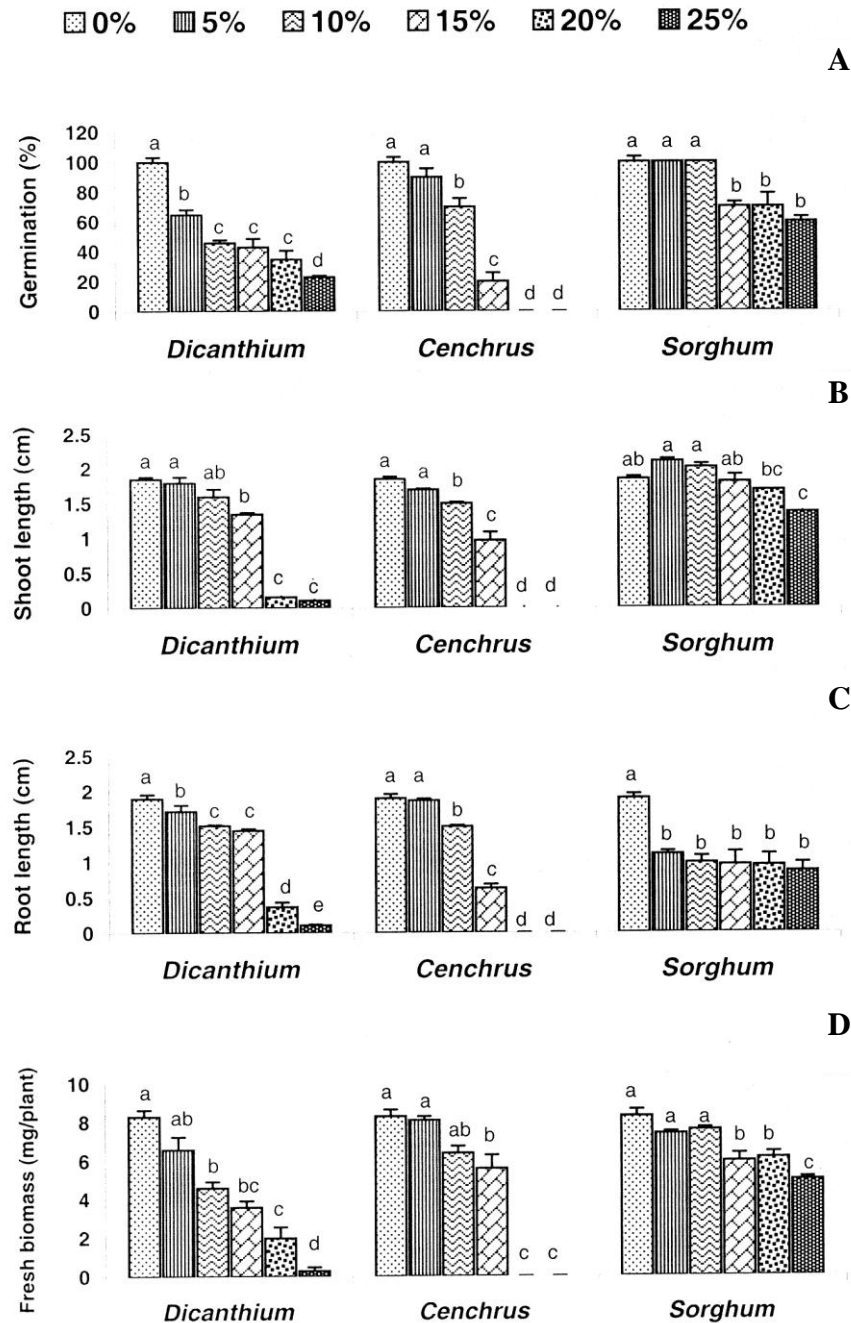 0% 5% 10% 15% 20% 25%
A
Germination (%)
120
100
80
60
40
20
0
a b c c c d
a a b c d d
a a a b b b
Dicanthium Cenchrus Sorghum
B
Shoot length (cm)
2.5
2
1.5
1
0.5
0
a a ab b c c
a a b c d d
ab a a ab bc c
Dicanthium Cenchrus Sorghum
C
Root length (cm)
2.5
2
1.5
1
0.5
0
a b c c d e
a a b c d d
a b b b b b
Dicanthium Cenchrus Sorghum
D
Fresh biomass (mg/plant)
10
8
6
4
2
0
a ab b bc c d
a a ab b c c
a a a b b c
Dicanthium Cenchrus Sorghum